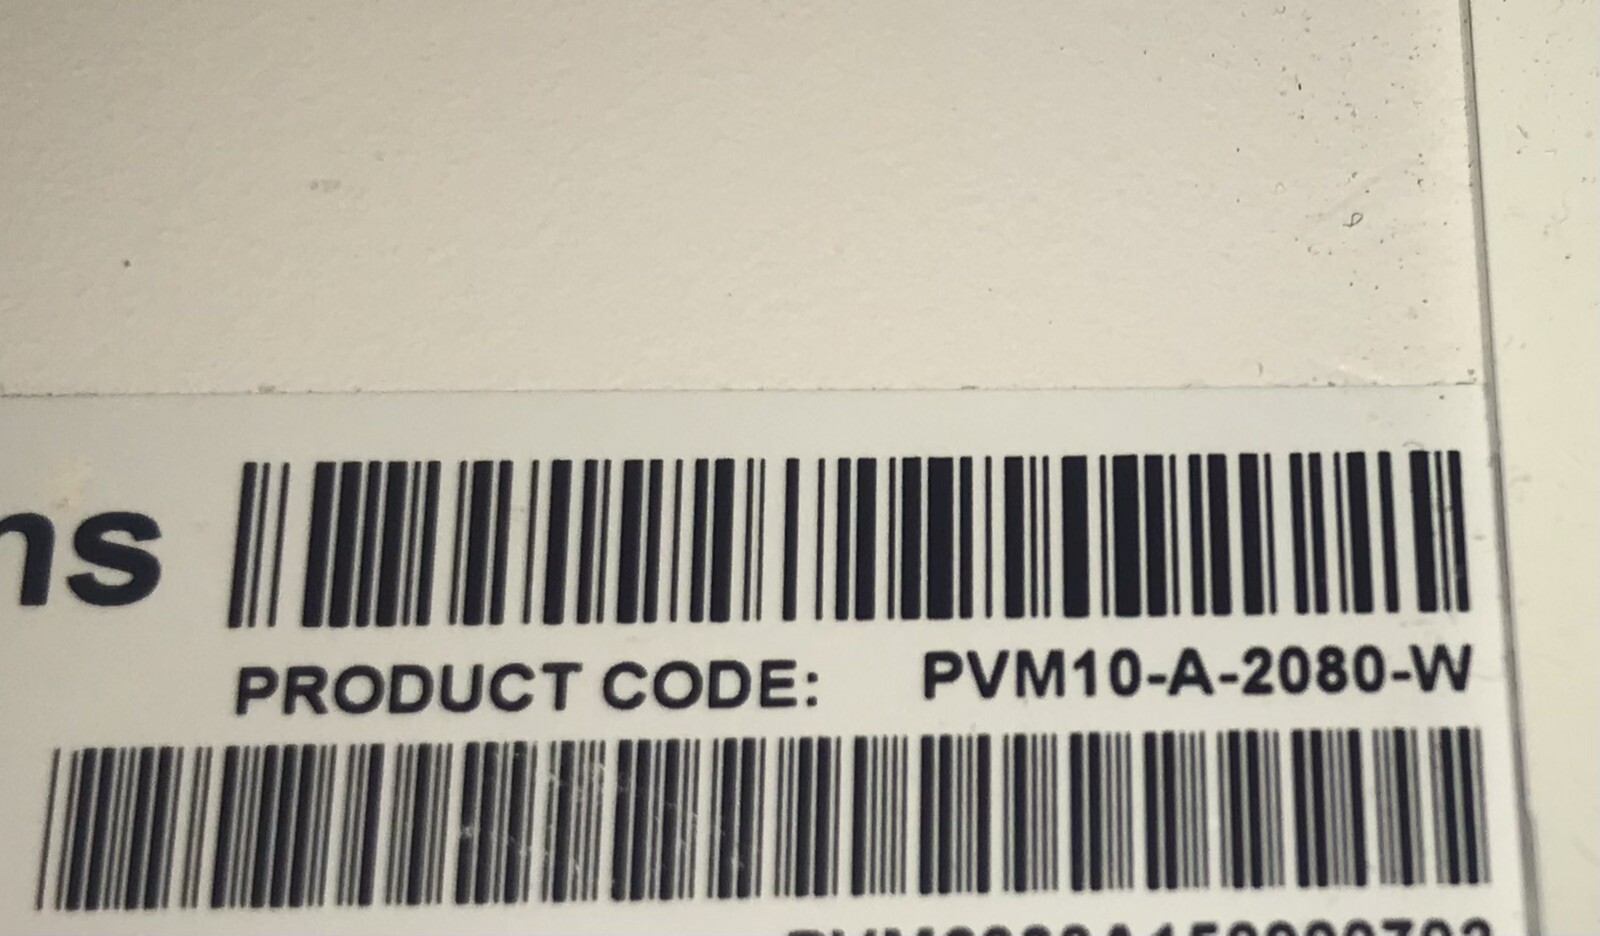 ns
PRODUCT CODE: PVM10-A-2080-W